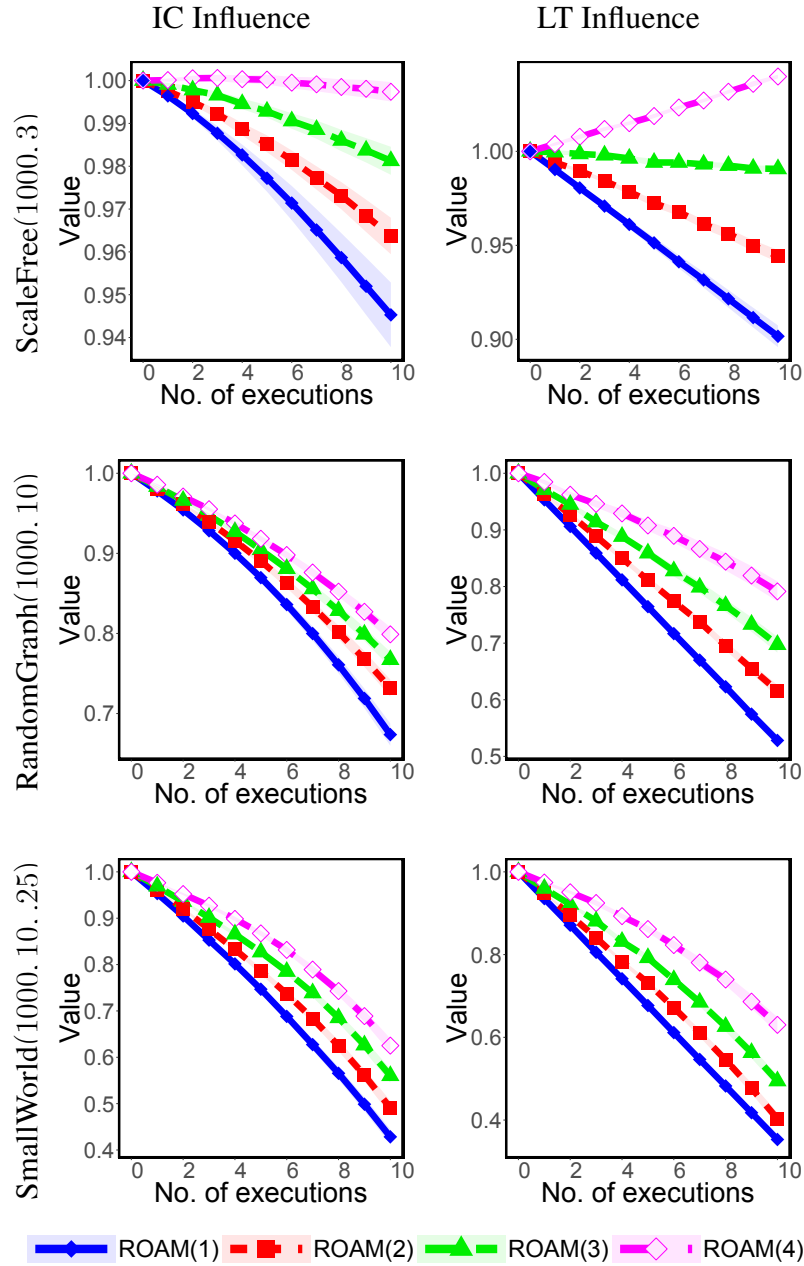 IC Influence LT Influence
ScaleFree(1000, 3)
Value
1.00
0.99
0.98
0.97
0.96
0.95
0.94
0 2 4 6 8 10
No. of executions
Value
1.00
0.95
0.90
0 2 4 6 8 10
No. of executions
RandomGraph(1000, 10)
Value
1.0
0.9
0.8
0.7
0 2 4 6 8 10
No. of executions
Value
1.0
0.9
0.8
0.7
0.6
0.5
0 2 4 6 8 10
No. of executions
SmallWorld(1000, 10, .25)
Value
1.0
0.9
0.8
0.7
0.6
0.5
0.4
0 2 4 6 8 10
No. of executions
Value
1.0
0.8
0.6
0.4
0 2 4 6 8 10
No. of executions
ROAM(1) ROAM(2) ROAM(3) ROAM(4)